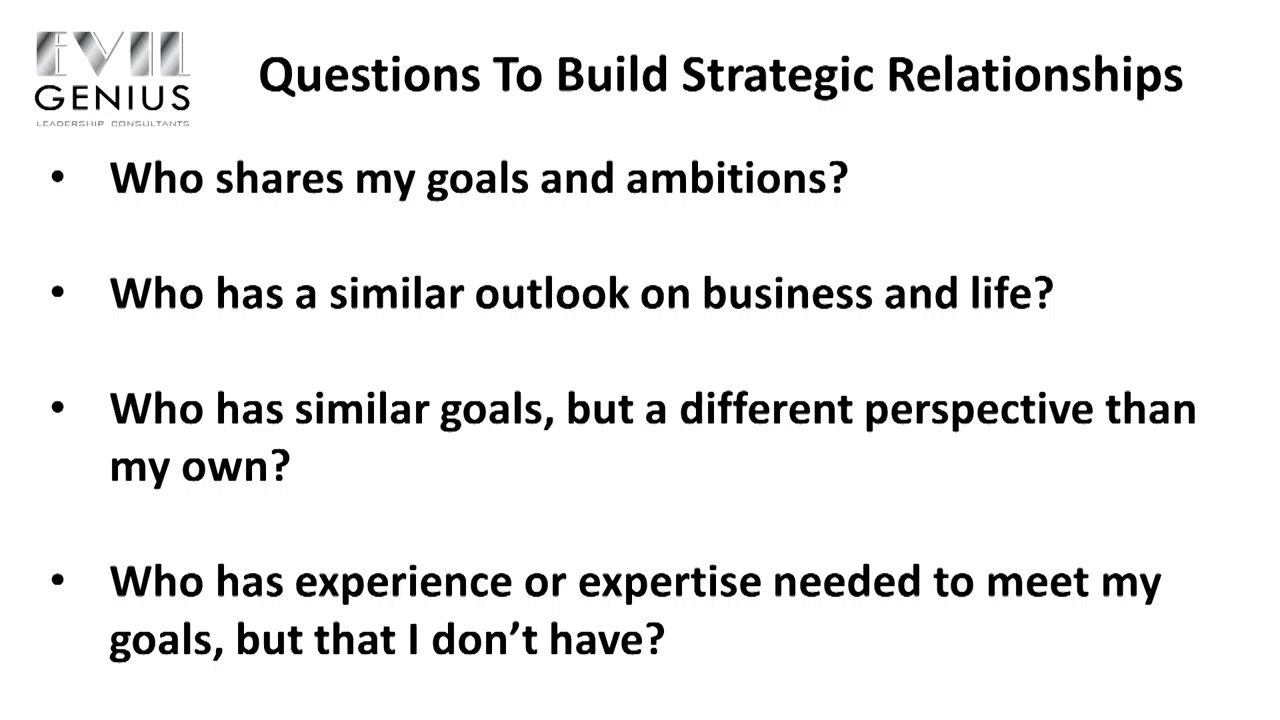 EVIL
GENIUS
LEADERSHIP CONSULTANTS
Questions To Build Strategic Relationships
• Who shares my goals and ambitions?
• Who has a similar outlook on business and life?
• Who has similar goals, but a different perspective than
my own?
• Who has experience or expertise needed to meet my
goals, but that I don’t have?